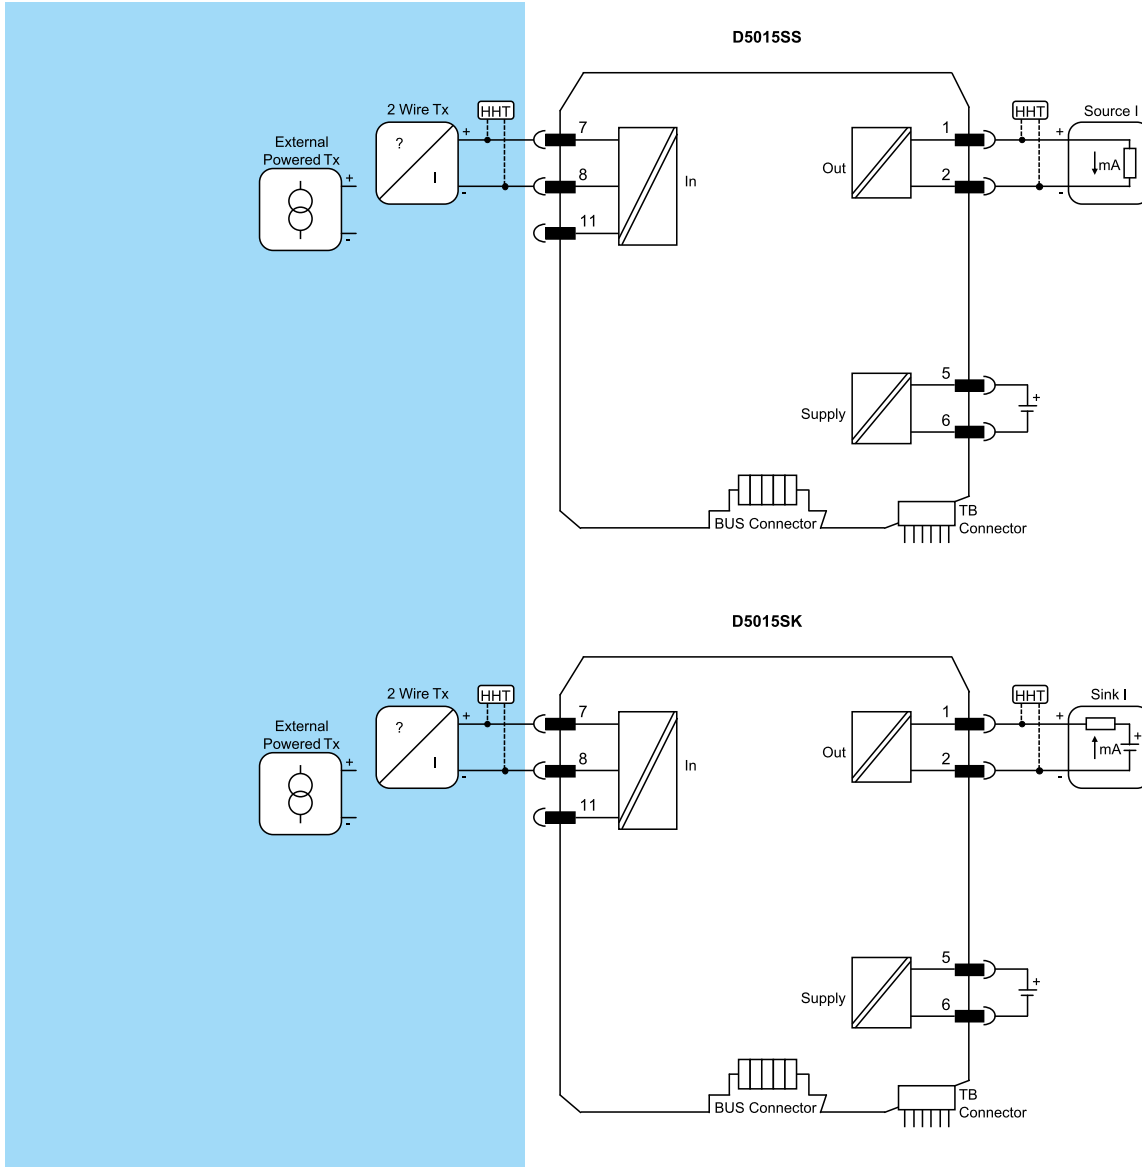 D5015SS
2 Wire Tx
HHT
HHT
Source I
External
Powered Tx
+
-
?
I
+
-
7
8
11
In
Out
1
2
+
-
mA
Supply
5
6
+
BUS Connector
TB
Connector
D5015SK
2 Wire Tx
HHT
HHT
Sink I
External
Powered Tx
+
-
?
I
+
-
7
8
11
In
Out
1
2
+
-
mA
+
Supply
5
6
+
BUS Connector
TB
Connector